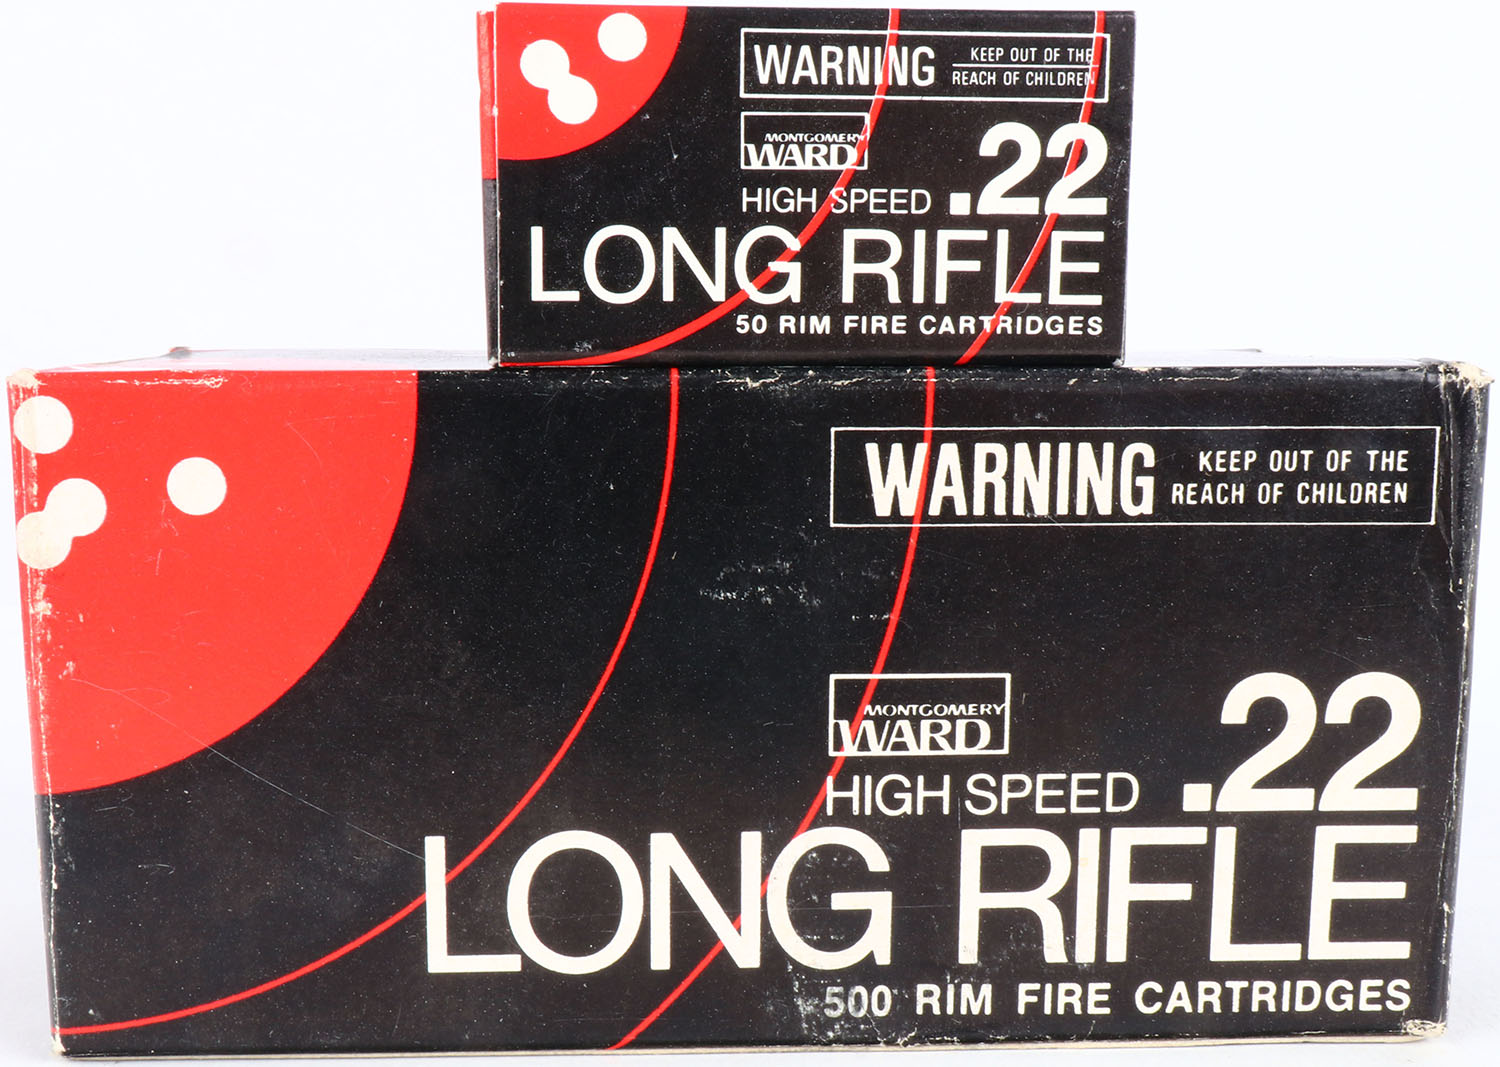 WARNING KEEP OUT OF THE
REACH OF CHILDREN
MONTGOMERY
WARD
HIGH SPEED .22
LONG RIFLE
50 RIM FIRE CARTRIDGES
WARNING KEEP OUT OF THE
REACH OF CHILDREN
MONTGOMERY
WARD
HIGH SPEED .22
LONG RIFLE
500 RIM FIRE CARTRIDGES